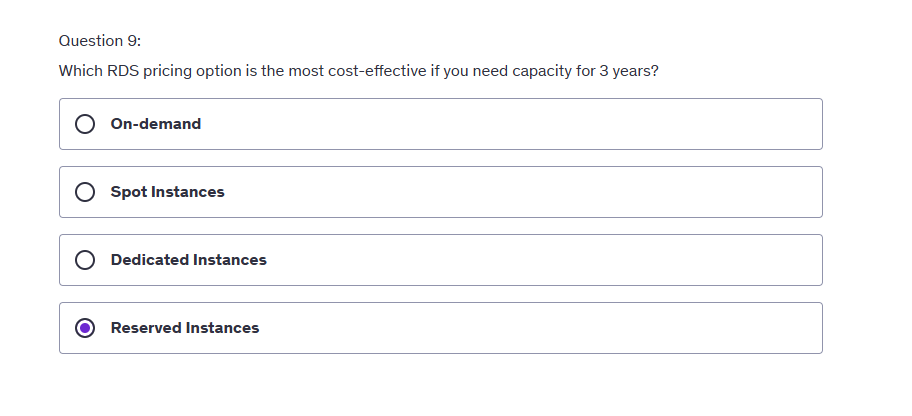 Question 9:
Which RDS pricing option is the most cost-effective if you need capacity for 3 years?
On-demand
Spot Instances
Dedicated Instances
Reserved Instances